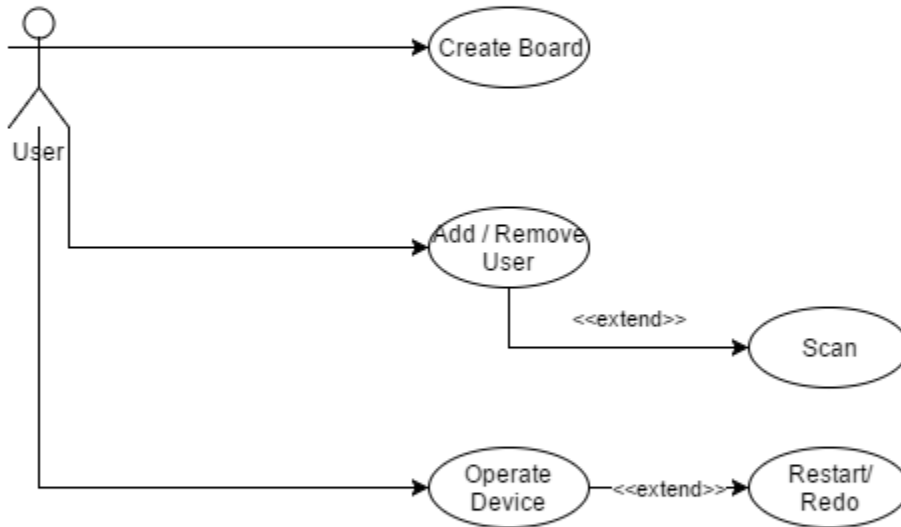 Create Board
User
Add / Remove
User
<<extend>>
Scan
Operate
Device
<<extend>>
Restart/
Redo